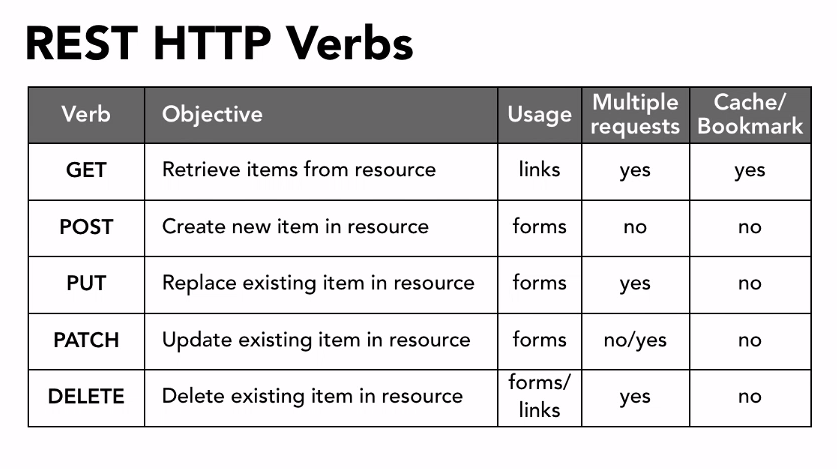 REST HTTP Verbs
Verb Objective Usage Multiple requests Cache/ Bookmark
GET Retrieve items from resource links yes yes
POST Create new item in resource forms no no
PUT Replace existing item in resource forms yes no
PATCH Update existing item in resource forms no/yes no
DELETE Delete existing item in resource forms/ links yes no